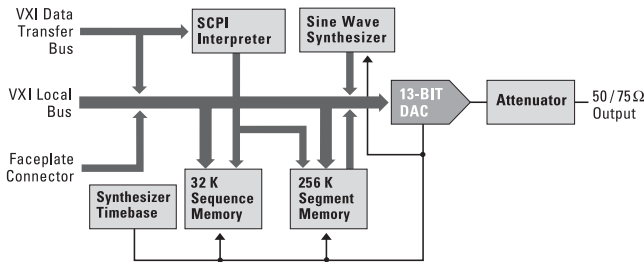 VXI Data
Transfer
Bus
SCPI
Interpreter
Sine Wave
Synthesizer
VXI Local
Bus
13-BIT
DAC
Attenuator
50/75Ω
Output
Faceplate
Connector
Synthesizer
Timebase
32 K
Sequence
Memory
256 K
Segment
Memory